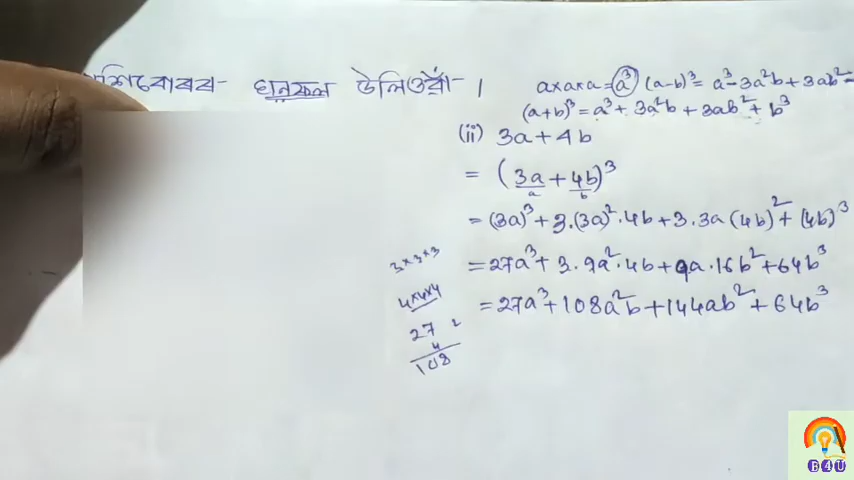 ঘনফল উলিওৱাঁ- ।
a×a×a = a³ (a-b)³ = a³-3a²b+3ab²-
(a+b)³ = a³+3a²b+3ab²+b³
(ii) 3a+4b
= (3a+4b)³
a b
= (3a)³+3.(3a)².4b+3.3a(4b)²+(4b)³
3×3×3
= 27a³+3.9a².4b+9a.16b²+64b³
4×4×4
= 27a³+108a²b+144ab²+64b³
27 2
4
108
B4U